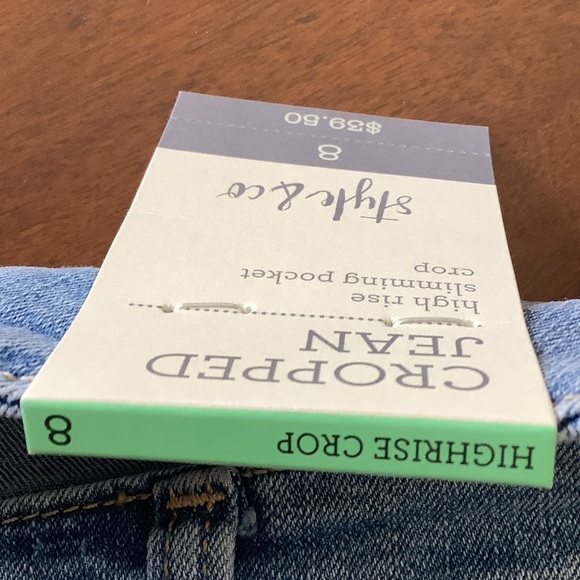 HIGHRISE CROP 8
CROPPED
JEAN
high rise
slimming pocket
crop
style&co
8
$39.50